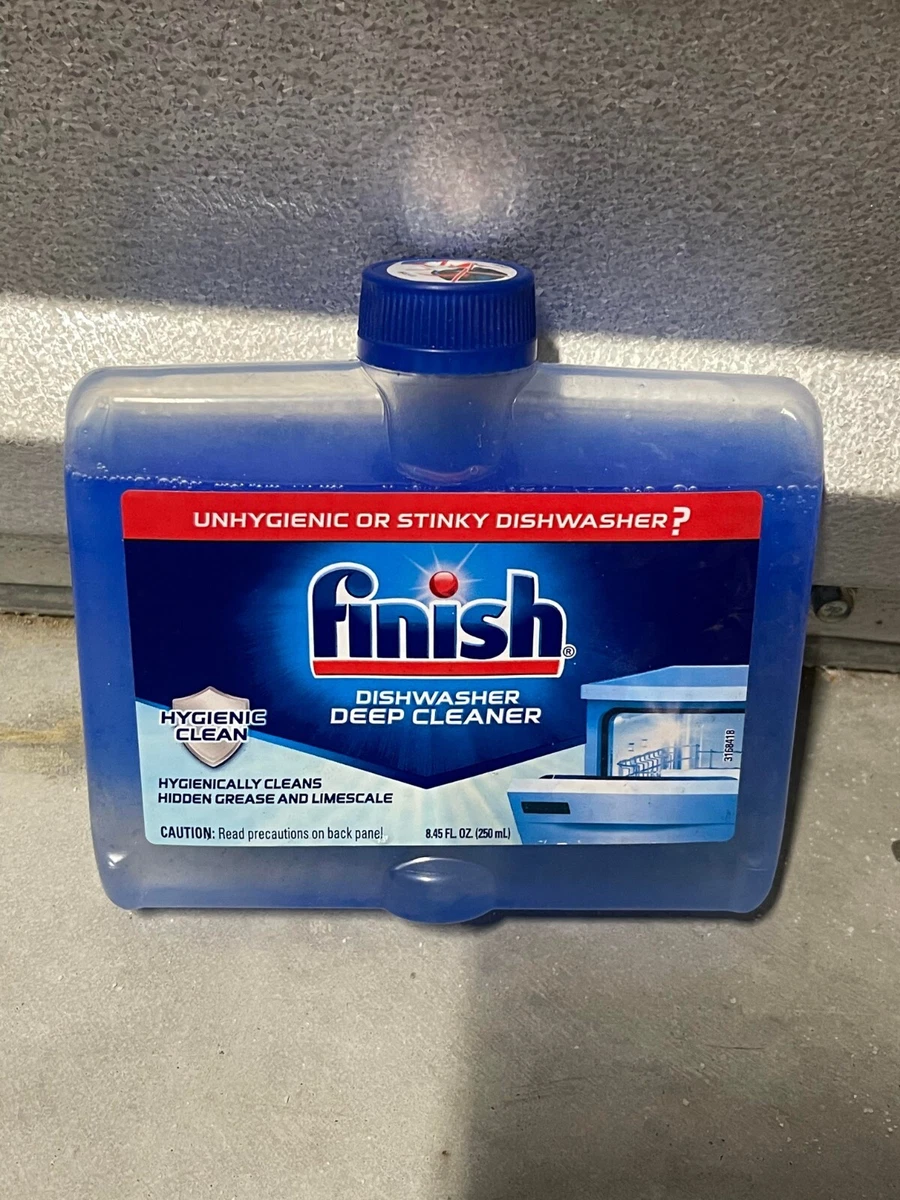 UNHYGIENIC OR STINKY DISHWASHER?
finish®
DISHWASHER
DEEP CLEANER
HYGIENIC
CLEAN
HYGIENICALLY CLEANS
HIDDEN GREASE AND LIMESCALE
CAUTION: Read precautions on back panel
8.45 FL. OZ. (250 mL)
3168418